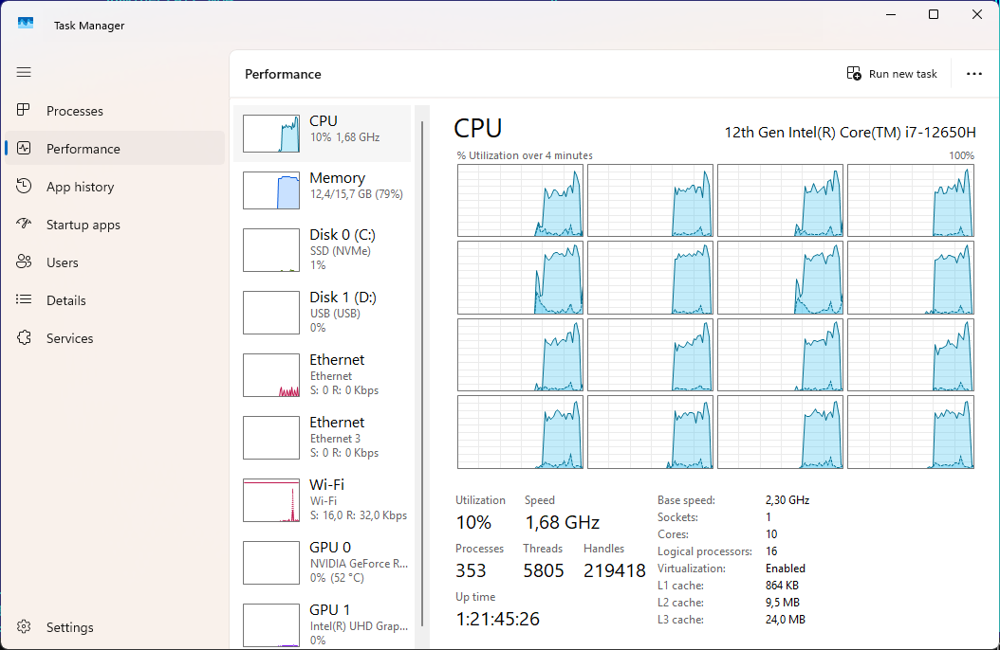 Task Manager
Processes
Performance
App history
Startup apps
Users
Details
Services
Settings
Performance
Run new task
CPU
10% 1,68 GHz
Memory
12,4/15,7 GB (79%)
Disk 0 (C:)
SSD (NVMe)
1%
Disk 1 (D:)
USB (USB)
0%
Ethernet
Ethernet
S: 0 R: 0 Kbps
Ethernet
Ethernet 3
S: 0 R: 0 Kbps
Wi-Fi
Wi-Fi
S: 16,0 R: 32,0 Kbps
GPU 0
NVIDIA GeForce R...
0% (52 °C)
GPU 1
Intel(R) UHD Grap...
0%
CPU
12th Gen Intel(R) Core(TM) i7-12650H
% Utilization over 4 minutes
100%
Utilization Speed
10% 1,68 GHz
Processes Threads Handles
353 5805 219418
Up time
1:21:45:26
Base speed: 2,30 GHz
Sockets: 1
Cores: 10
Logical processors: 16
Virtualization: Enabled
L1 cache: 864 KB
L2 cache: 9,5 MB
L3 cache: 24,0 MB